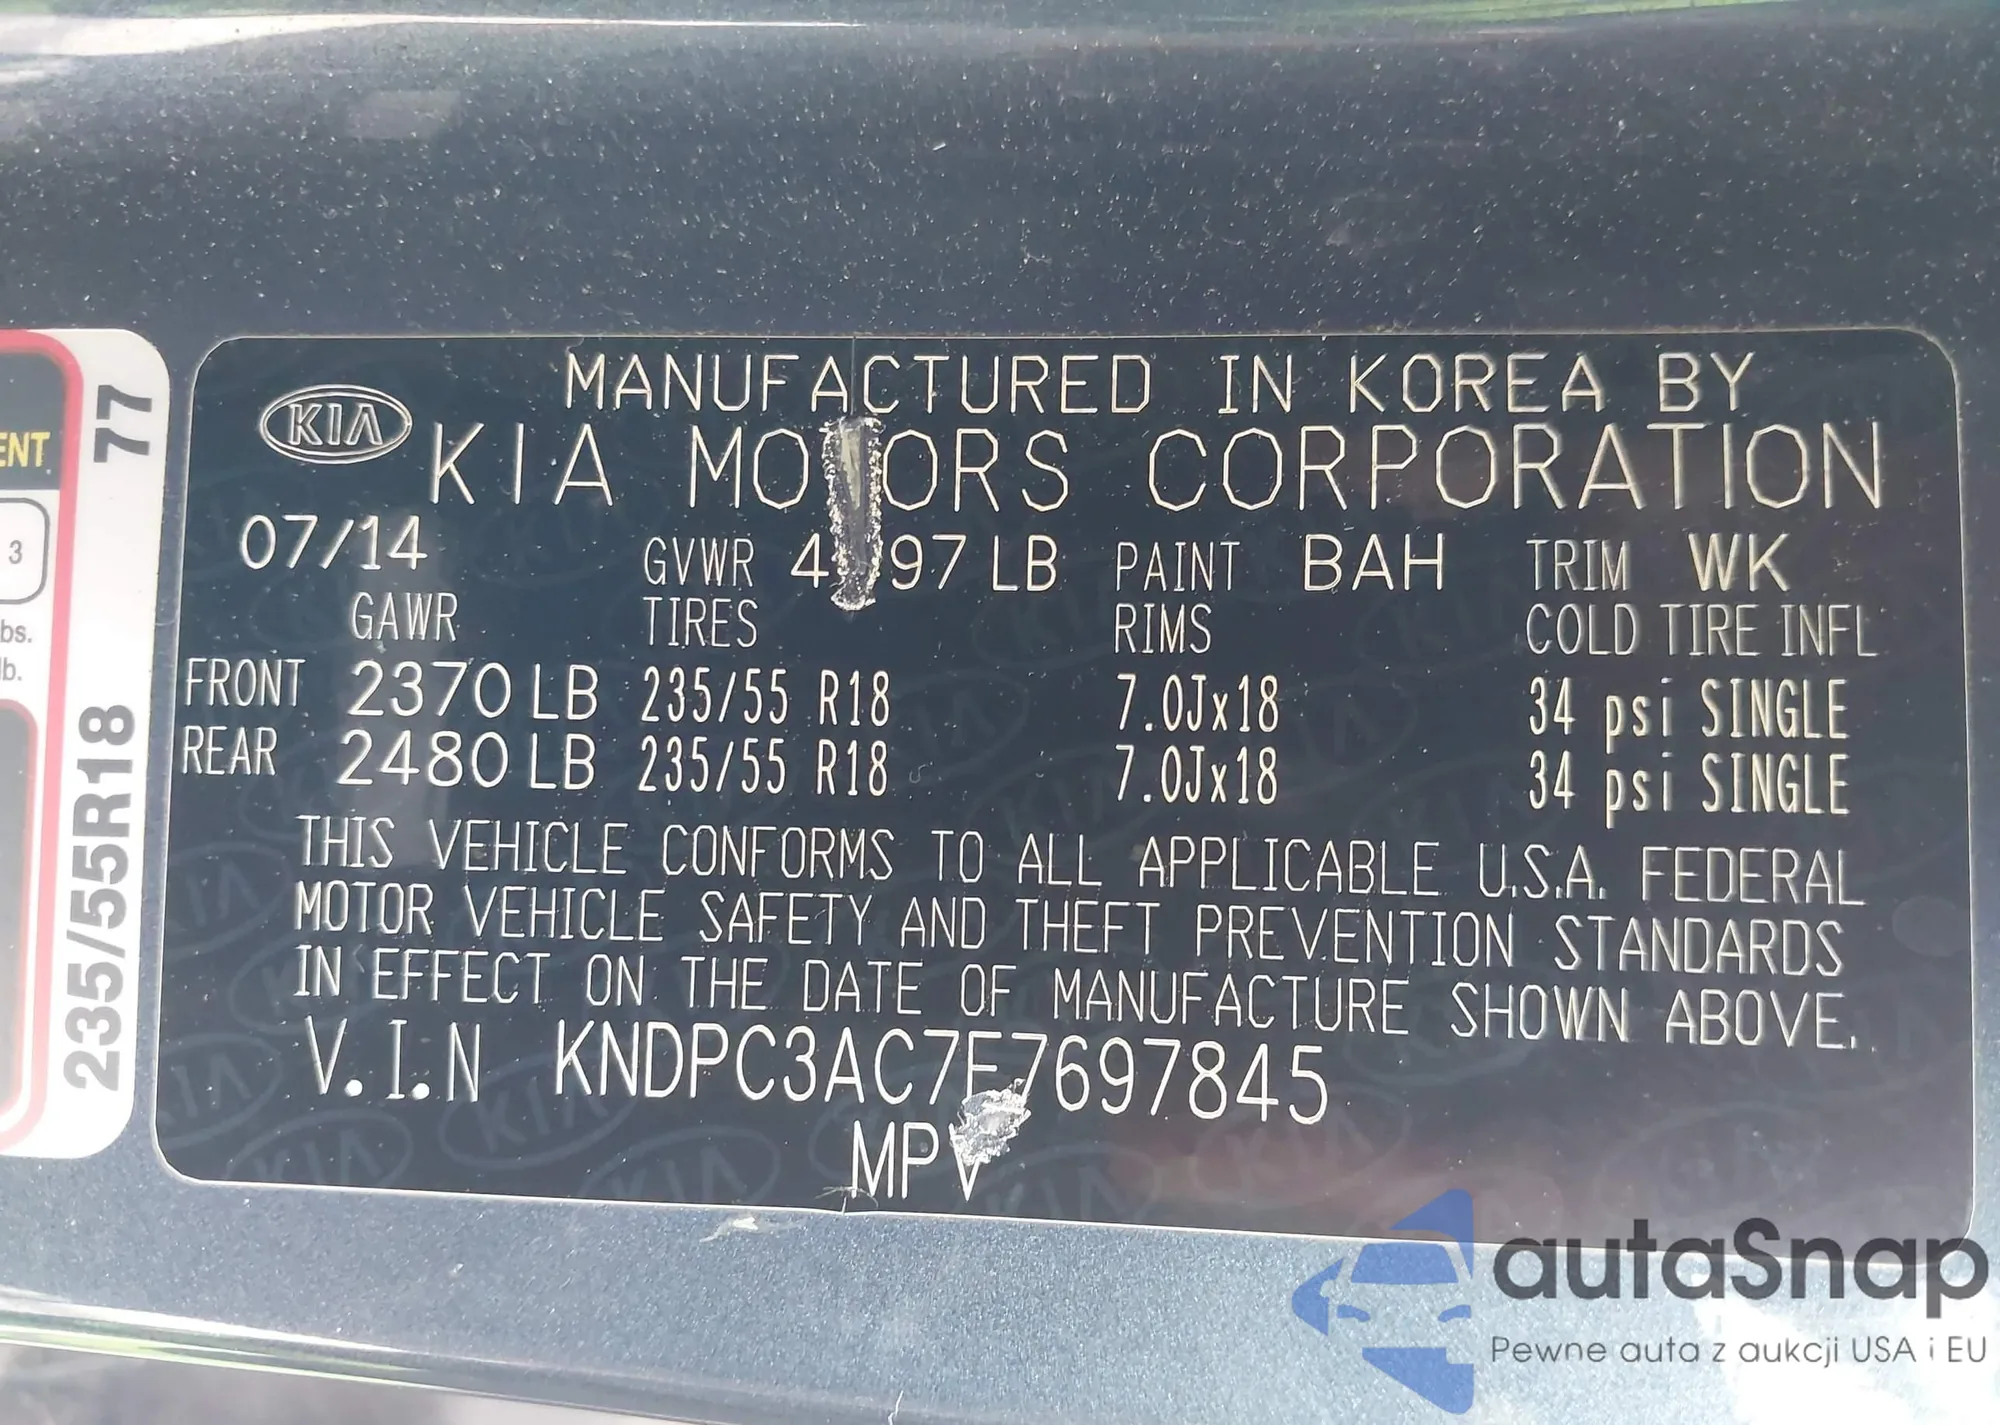 MANUFACTURED IN KOREA BY
KIA
KIA MOTORS CORPORATION
07/14 GVWR LB PAINT BAH TRIM WK
GAWR TIRES RIMS COLD TIRE INFL
FRONT 2370 LB 235/55 R18 7.0Jx18 34 psi SINGLE
REAR 2480 LB 235/55 R18 7.0Jx18 34 psi SINGLE
THIS VEHICLE CONFORMS TO ALL APPLICABLE U.S.A. FEDERAL
MOTOR VEHICLE SAFETY AND THEFT PREVENTION STANDARDS
IN EFFECT ON THE DATE OF MANUFACTURE SHOWN ABOVE.
V.I.N KNDPC3AC7F7697845
MPV
77
235/55R18
3
autaSnap
Pewne auta z aukcji USA i EU